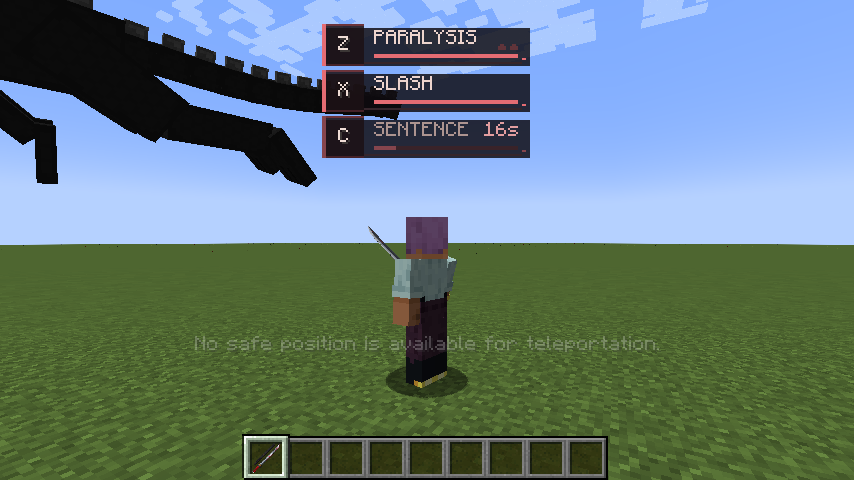 Z PARALYSIS
X SLASH
C SENTENCE 16s
No safe position is available for teleportation.